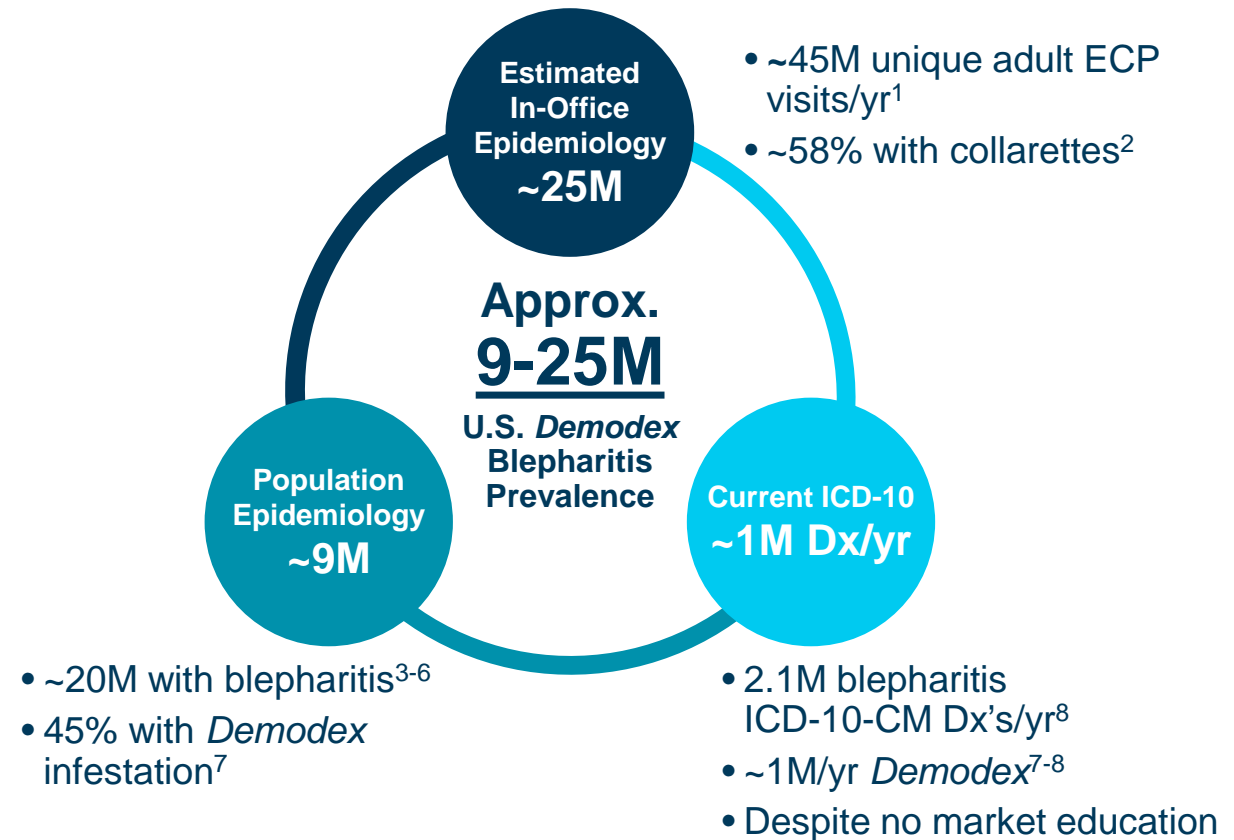 Estimated
In-Office
Epidemiology
~25M
• ~45M unique adult ECP
visits/yr1
• ~58% with collarettes2
Approx.
9-25M
U.S. Demodex
Blepharitis
Prevalence
Population
Epidemiology
~9M
Current ICD-10
~1M Dx/yr
• ~20M with blepharitis3-6
• 45% with Demodex
infestation7
• 2.1M blepharitis
ICD-10-CM Dx's/yr8
• ~1M/yr Demodex7-8
• Despite no market education